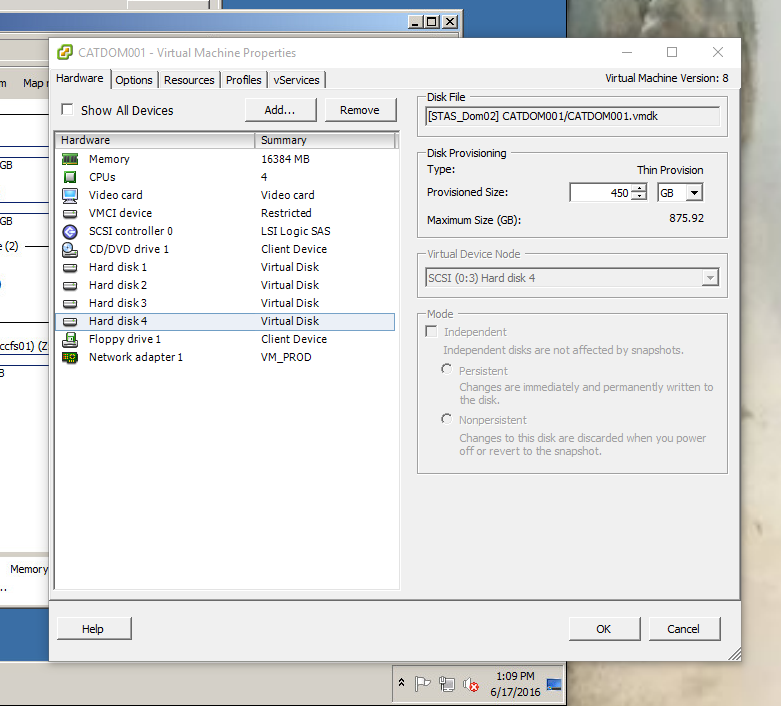 CATDOM001 - Virtual Machine Properties
Hardware Options Resources Profiles vServices
Virtual Machine Version: 8
Show All Devices
Add...
Remove
Hardware Summary
Memory 16384 MB
CPUs 4
Video card Video card
VMCI device Restricted
SCSI controller 0 LSI Logic SAS
CD/DVD drive 1 Client Device
Hard disk 1 Virtual Disk
Hard disk 2 Virtual Disk
Hard disk 3 Virtual Disk
Hard disk 4 Virtual Disk
Floppy drive 1 Client Device
Network adapter 1 VM_PROD
Disk File
[STAS_Dom02] CATDOM001/CATDOM001.vmdk
Disk Provisioning
Type: Thin Provision
Provisioned Size: 450 GB
Maximum Size (GB): 875.92
Virtual Device Node
SCSI (0:3) Hard disk 4
Mode
Independent
Independent disks are not affected by snapshots.
Persistent
Changes are immediately and permanently written to
the disk.
Nonpersistent
Changes to this disk are discarded when you power
off or revert to the snapshot.
Help
OK
Cancel
m Map
GB
GB
e (2)
ccfs01) (Z
B
Memory
..
1:09 PM
6/17/2016